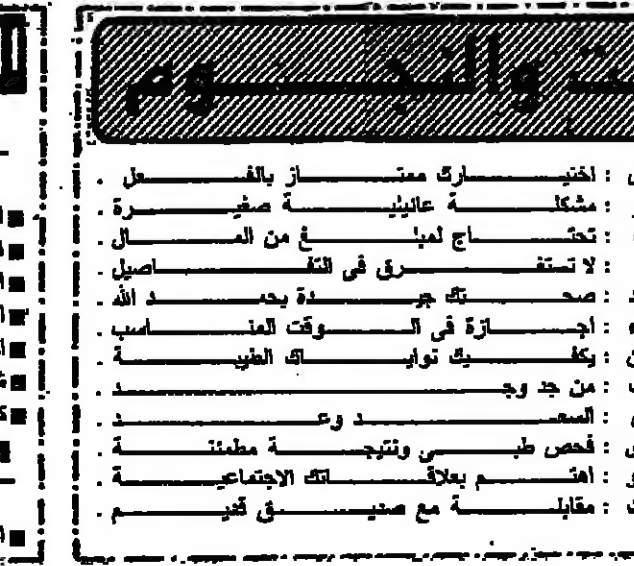 والنجوم
: اختيارك ممتاز بالفعل .
: مشكلة عائلية صغيرة .
: تحتاج لمبلغ من المال .
: لا تستغرق فى التفاصيل .
: صحتك جيدة بحمد الله .
: أجازة فى الوقت المناسب .
: يكفيك نواياك الطيبة .
: من جد وجد
: السعد وعد
: فحص طبى ونتيجة مطمئنة .
: اهتم بعلاقاتك الاجتماعية .
: مقابلة مع صديق قديم .